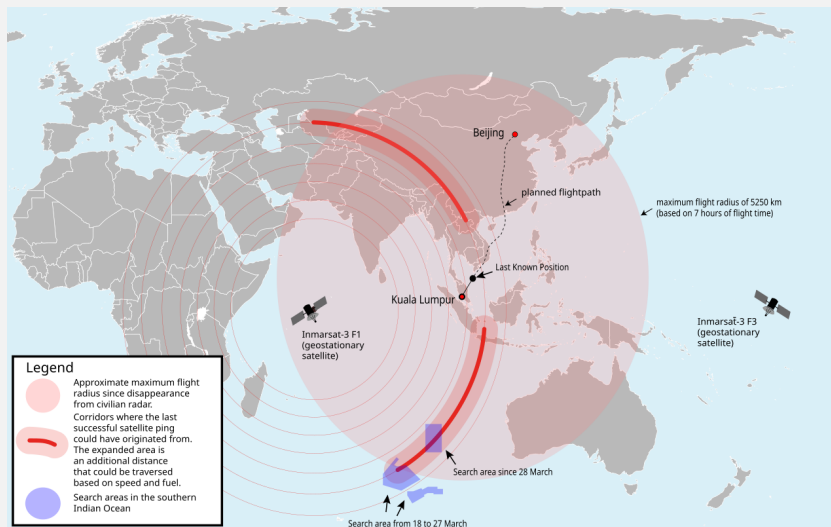 Beijing
planned flightpath
maximum flight radius of 5250 km
(based on 7 hours of flight time)
Last Known Position
Kuala Lumpur
Inmarsat-3 F1
(geostationary
satellite)
Inmarsat-3 F3
(geostationary
satellite)
Legend
Approximate maximum flight
radius since disappearance
from civilian radar.
Corridors where the last
successful satellite ping
could have originated from.
The expanded area is
an additional distance
that could be traversed
based on speed and fuel.
Search areas in the southern
Indian Ocean
Search area since 28 March
Search area from 18 to 27 March